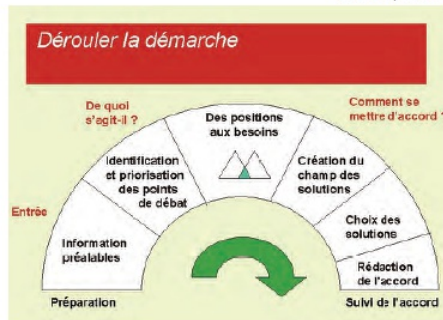 Dérouler la démarche
De quoi
s'agit-il ?
Comment se
mettre d'accord ?
Des positions
aux besoins
Identification
et priorisation
des points
de débat
Création du
champ des
solutions
Entrée
Information
préalables
Choix des
solutions
Rédaction
de l'accord
Préparation
Suivi de l'accord